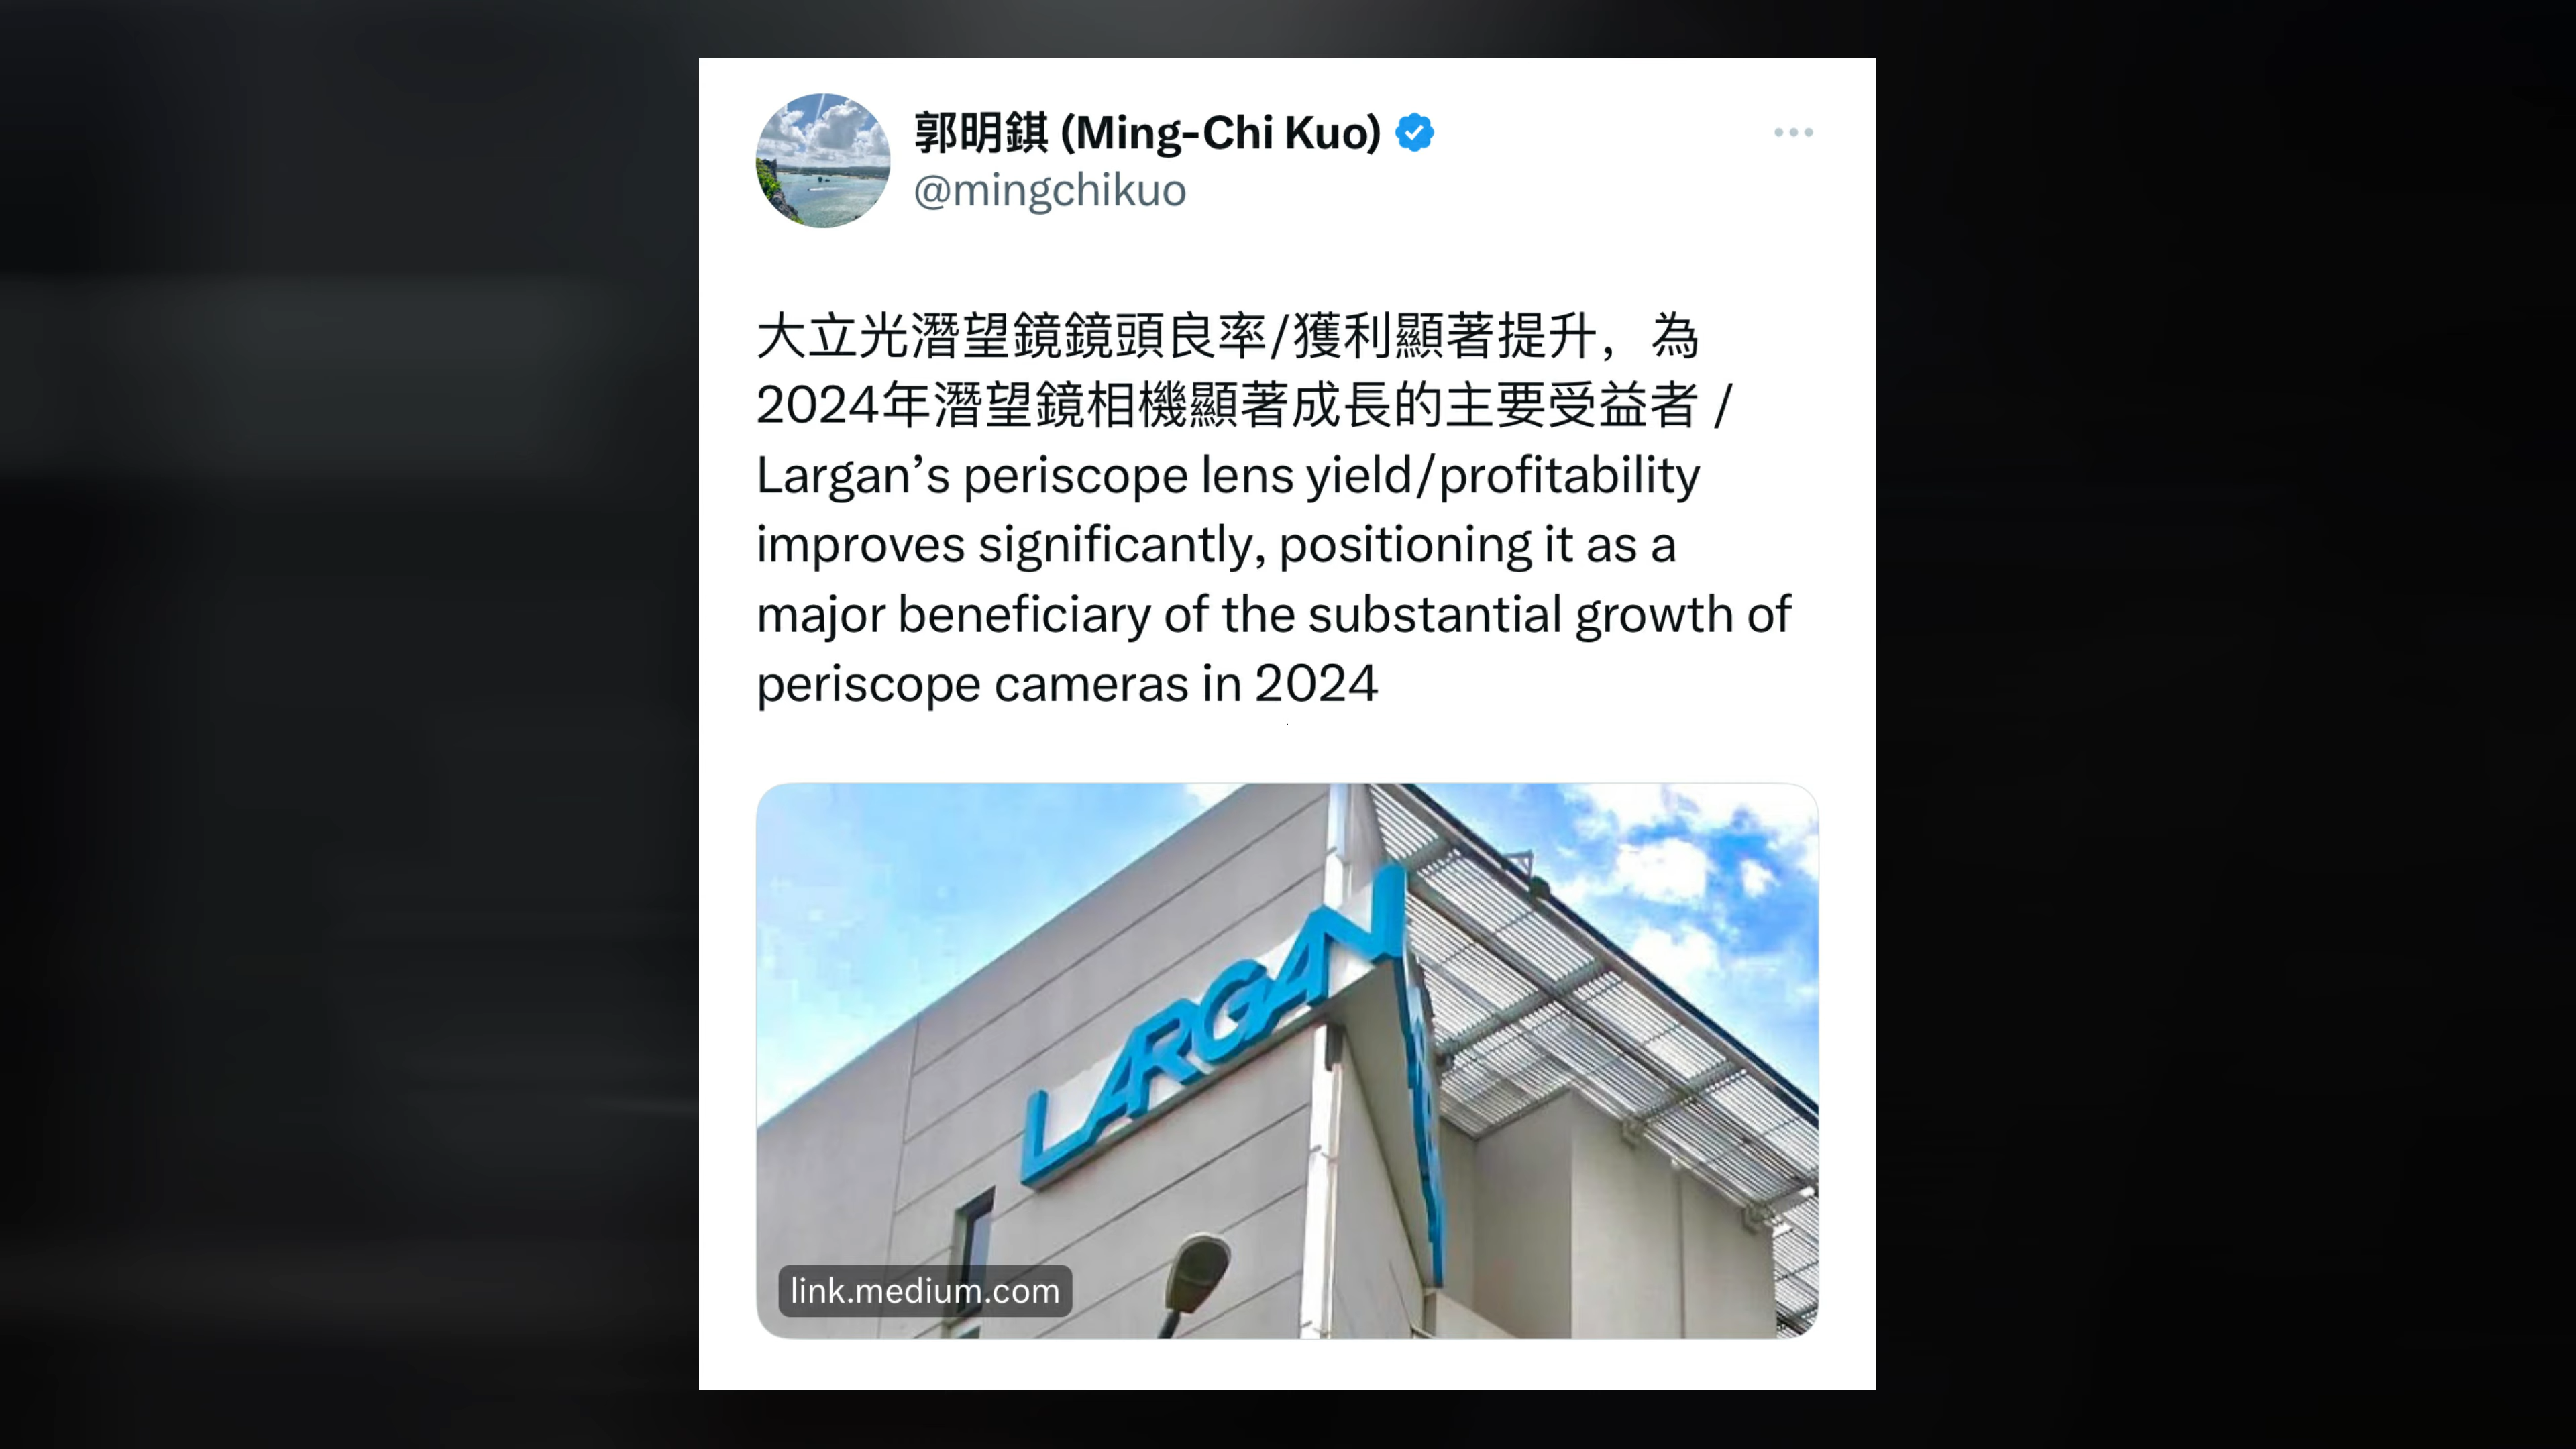 郭明錤 (Ming-Chi Kuo)
@mingchikuo
大立光潛望鏡鏡頭良率/獲利顯著提升，為
2024年潛望鏡相機顯著成長的主要受益者 /
Largan’s periscope lens yield/profitability
improves significantly, positioning it as a
major beneficiary of the substantial growth of
periscope cameras in 2024
LARGAN
link.medium.com